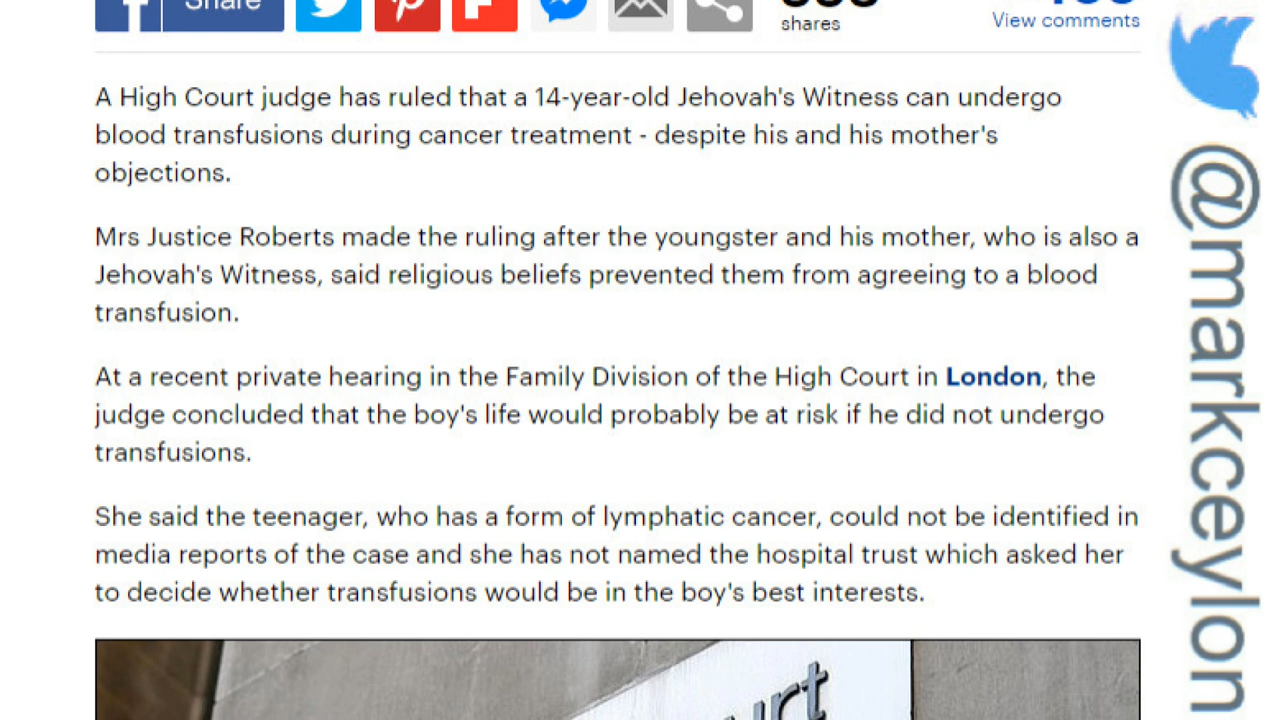 Share
shares
View comments
A High Court judge has ruled that a 14-year-old Jehovah's Witness can undergo
blood transfusions during cancer treatment - despite his and his mother's
objections.
Mrs Justice Roberts made the ruling after the youngster and his mother, who is also a
Jehovah's Witness, said religious beliefs prevented them from agreeing to a blood
transfusion.
At a recent private hearing in the Family Division of the High Court in London, the
judge concluded that the boy's life would probably be at risk if he did not undergo
transfusions.
She said the teenager, who has a form of lymphatic cancer, could not be identified in
media reports of the case and she has not named the hospital trust which asked her
to decide whether transfusions would be in the boy's best interests.
@markceylon